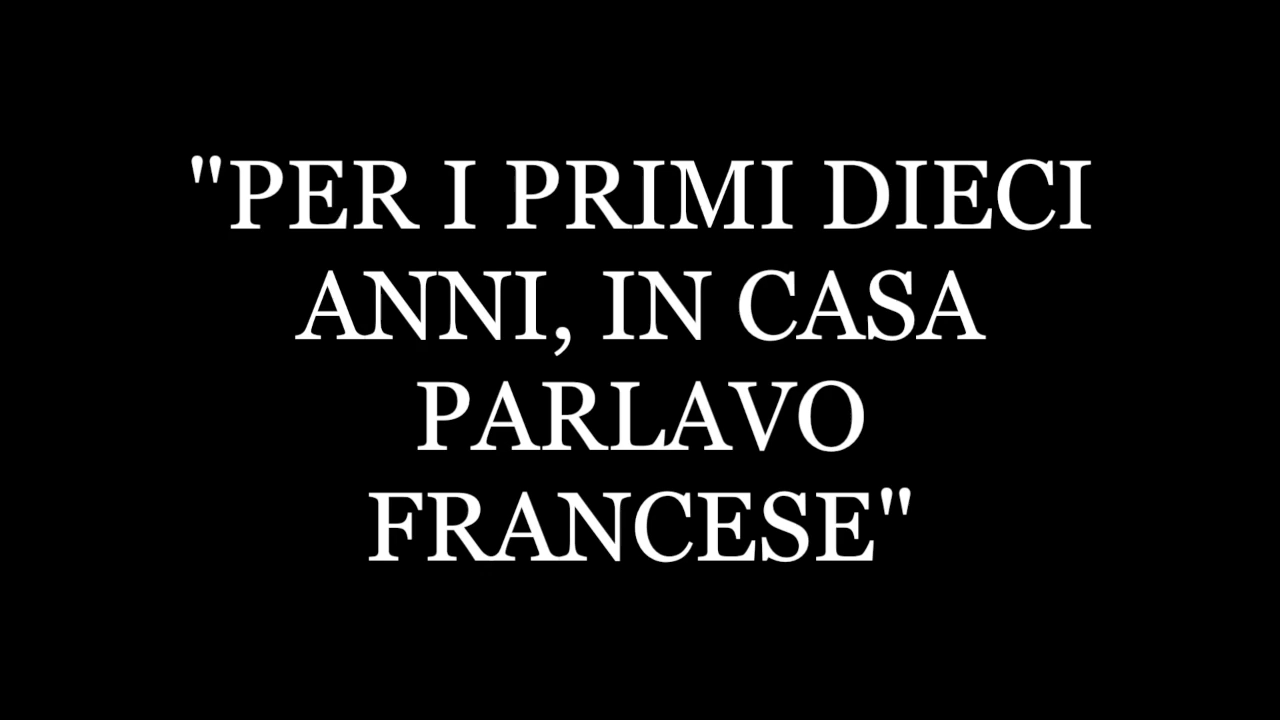 "PER I PRIMI DIECI
ANNI, IN CASA
PARLAVO
FRANCESE"